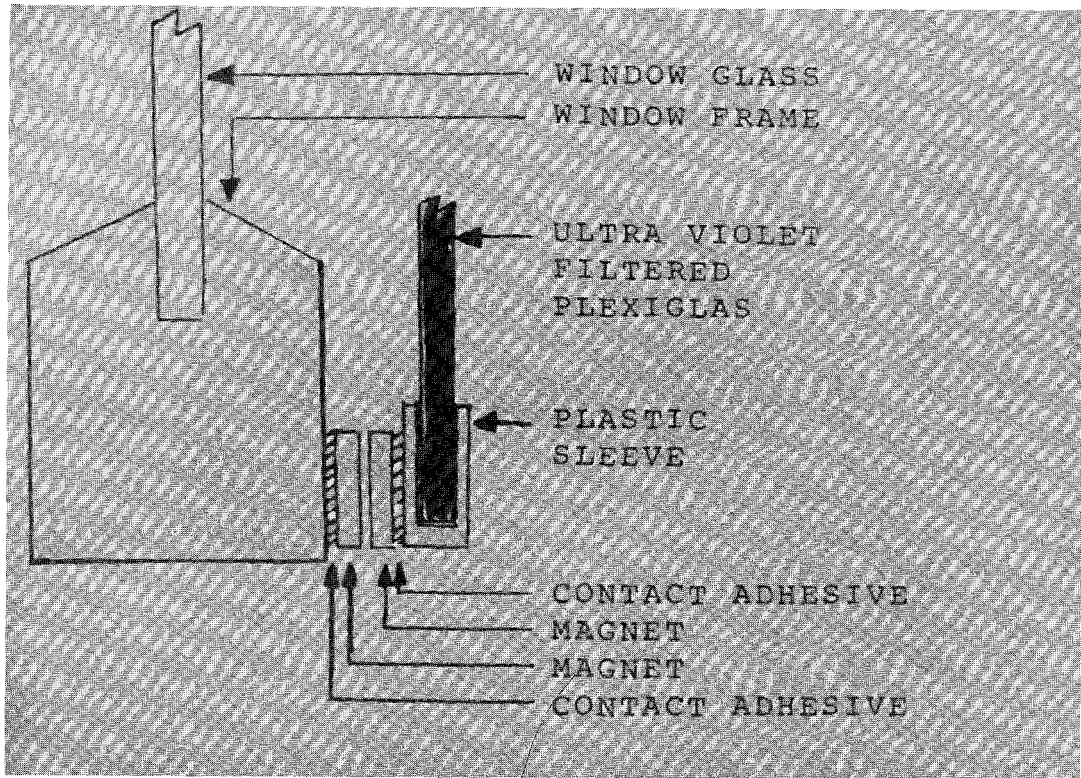 WINDOW GLASS
WINDOW FRAME
ULTRA VIOLET
FILTERED
PLEXIGLAS
PLASTIC
SLEEVE
CONTACT ADHESIVE
MAGNET
MAGNET
CONTACT ADHESIVE